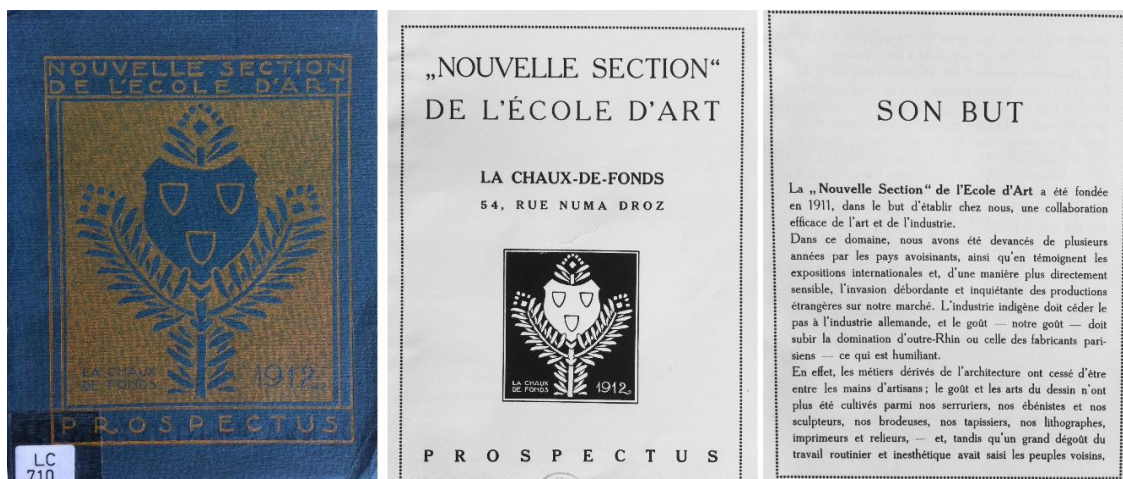 NOUVELLE SECTION
DE L'ECOLE D'ART
LA CHAUX
DE FONDS
1912.
PROSPECTUS
LC
710
„NOUVELLE SECTION“
DE L'ÉCOLE D'ART
LA CHAUX-DE-FONDS
54, RUE NUMA DROZ
LA CHAUX
DE FONDS
1912.
PROSPECTUS
SON BUT
La „Nouvelle Section“ de l'Ecole d'Art a été fondée
en 1911, dans le but d'établir chez nous, une collaboration
efficace de l'art et de l'industrie.
Dans ce domaine, nous avons été devancés de plusieurs
années par les pays avoisinants, ainsi qu'en témoignent les
expositions internationales et, d'une manière plus directement
sensible, l'invasion débordante et inquiétante des productions
étrangères sur notre marché. L'industrie indigène doit céder le
pas à l'industrie allemande, et le goût — notre goût — doit
subir la domination d'outre-Rhin ou celle des fabricants pari-
siens — ce qui est humiliant.
En effet, les métiers dérivés de l'architecture ont cessé d'être
entre les mains d'artisans ; le goût et les arts du dessin n'ont
plus été cultivés parmi nos serruriers, nos ébénistes et nos
sculpteurs, nos brodeuses, nos tapissiers, nos lithographes,
imprimeurs et relieurs, — et, tandis qu'un grand dégoût du
travail routinier et inesthétique avait saisi les peuples voisins,